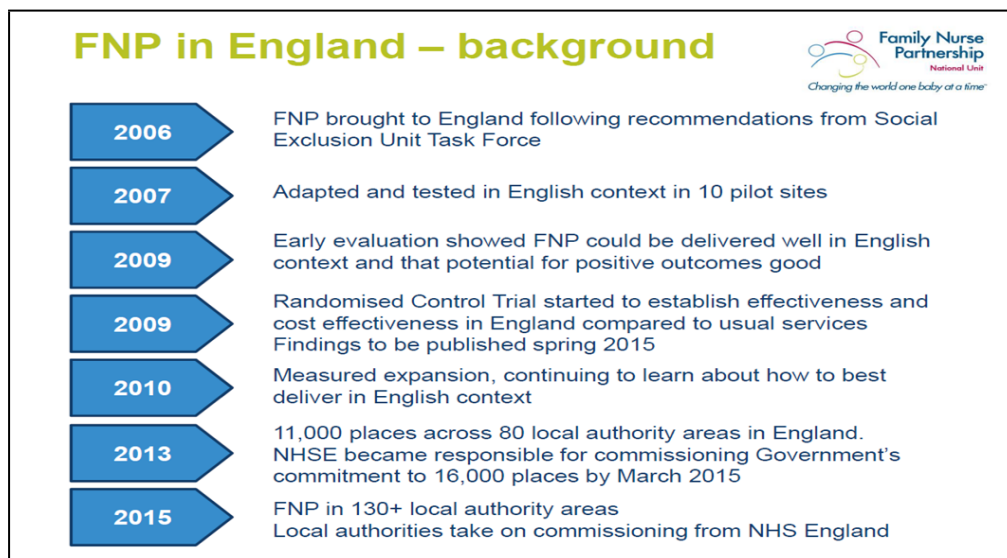 FNP in England – background
Family Nurse
Partnership
National Unit
Changing the world one baby at a time
2006
FNP brought to England following recommendations from Social
Exclusion Unit Task Force
2007
Adapted and tested in English context in 10 pilot sites
2009
Early evaluation showed FNP could be delivered well in English
context and that potential for positive outcomes good
2009
Randomised Control Trial started to establish effectiveness and
cost effectiveness in England compared to usual services
Findings to be published spring 2015
2010
Measured expansion, continuing to learn about how to best
deliver in English context
2013
11,000 places across 80 local authority areas in England.
NHSE became responsible for commissioning Government's
commitment to 16,000 places by March 2015
2015
FNP in 130+ local authority areas
Local authorities take on commissioning from NHS England